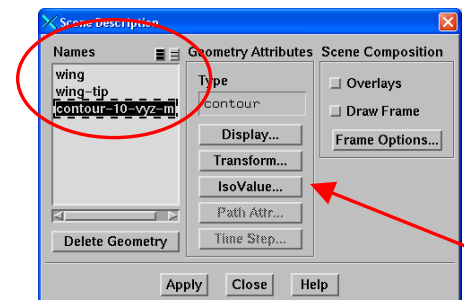 Scene Description
Names
Geometry Attributes
Scene Composition
wing
wing-tip
contour-10-vyz-m
Type
contour
Overlays
Draw Frame
Frame Options...
Display...
Transform...
IsoValue...
Path Attr...
Time Step...
Delete Geometry
Apply
Close
Help